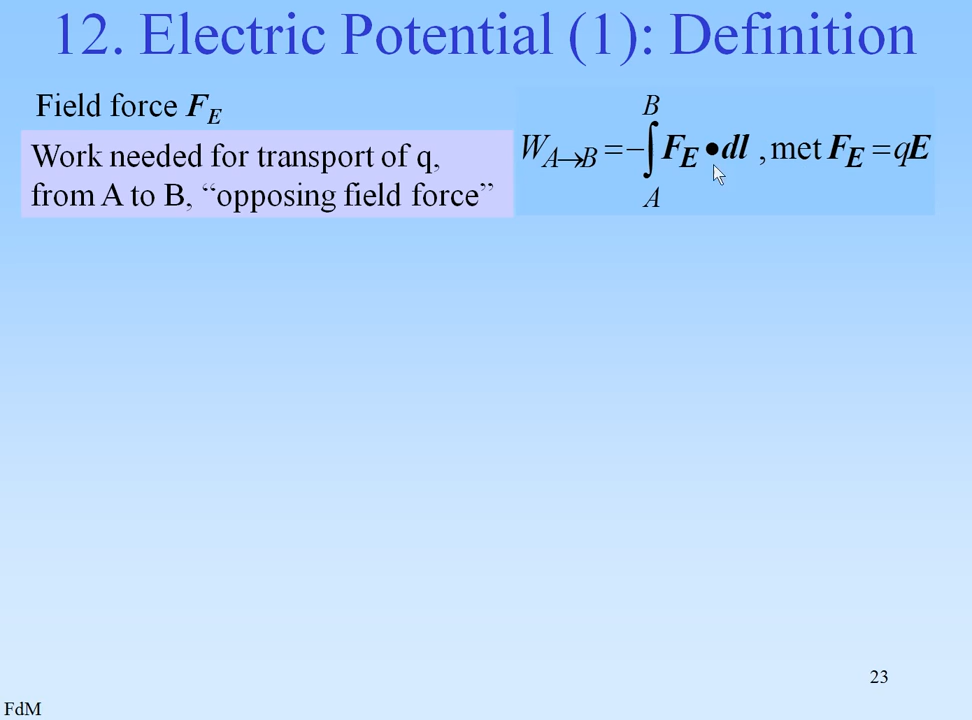 12. Electric Potential (1): Definition
Field force F_E
Work needed for transport of q,
from A to B, “opposing field force”
W_{A→B} = −∫_A^B F_E • dl , met F_E = qE
23
FdM